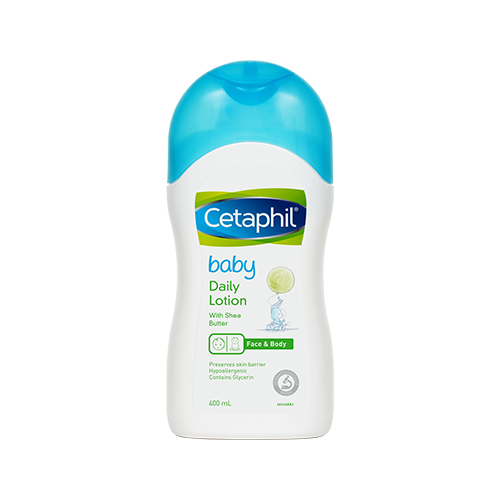 Cetaphil®
baby
Daily
Lotion
With Shea
Butter
Face & Body
Preserves skin barrier
Hypoallergenic
Contains Glycerin
400 mL